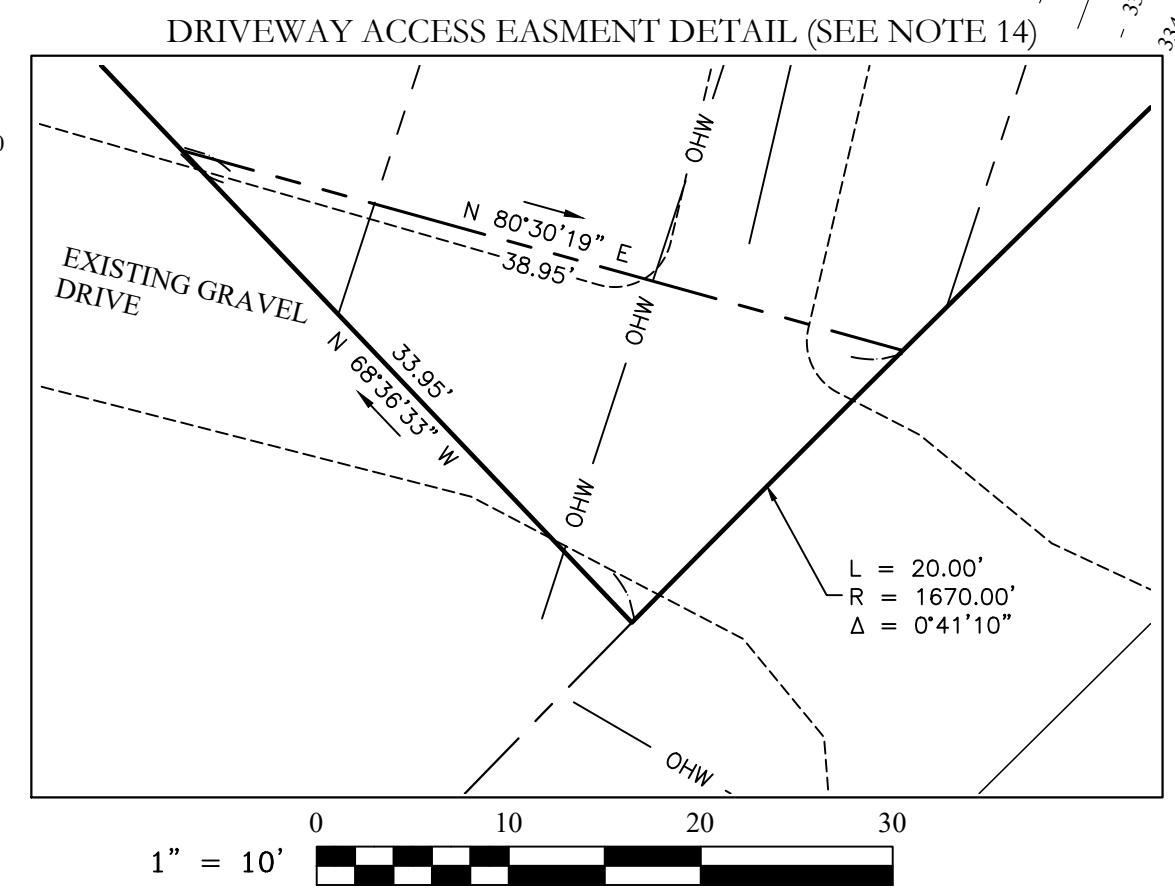 DRIVEWAY ACCESS EASMENT DETAIL (SEE NOTE 14)
OHW
N 80°30'19" E
38.95'
EXISTING GRAVEL
DRIVE
OHW
33.95'
N 68°36'33" W
OHW
L = 20.00'
R = 1670.00'
Δ = 0°41'10"
OHW
0 10 20 30
1" = 10'